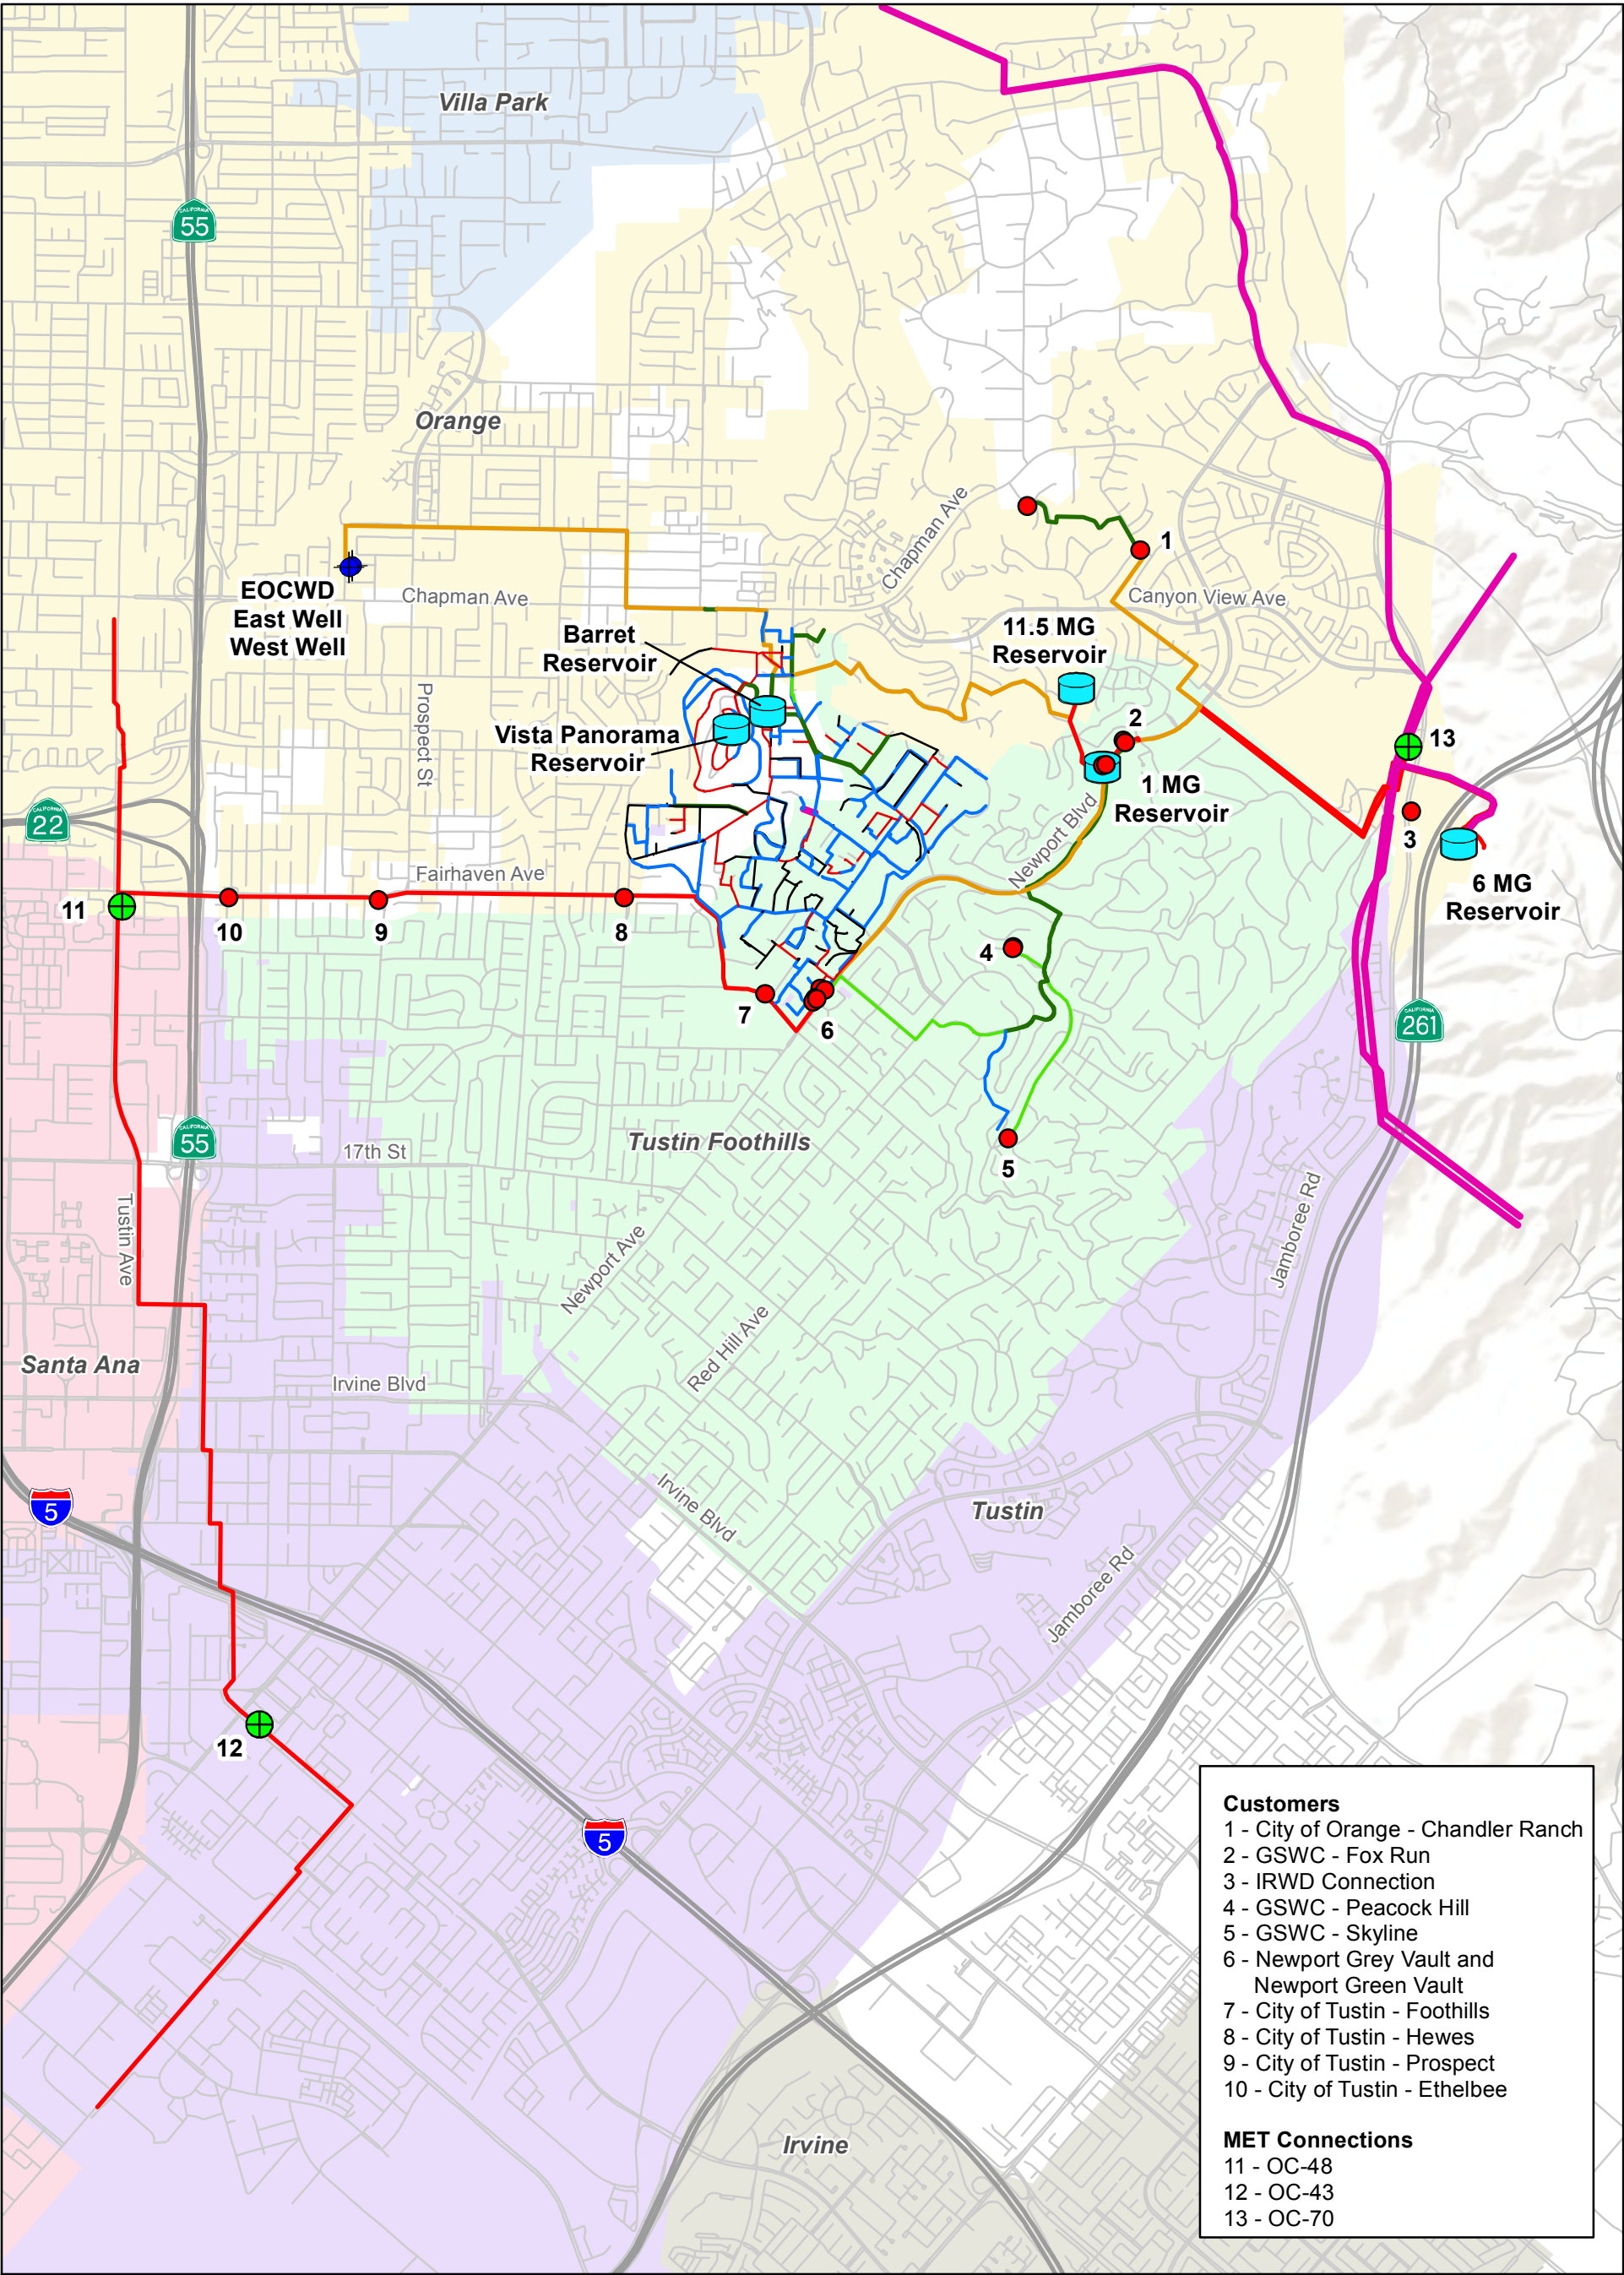 Villa Park
CALIFORNIA
55
Orange
Chapman Ave
1
EOCWD
East Well
West Well
Chapman Ave
Canyon View Ave
Barret
Reservoir
11.5 MG
Reservoir
Prospect St
Vista Panorama
Reservoir
2
13
1 MG
Reservoir
CALIFORNIA
22
Newport Blvd
3
6 MG
Reservoir
Fairhaven Ave
11
10
9
8
4
7
6
CALIFORNIA
261
CALIFORNIA
55
17th St
Tustin Foothills
5
Tustin Ave
Jamboree Rd
Newport Ave
Red Hill Ave
Santa Ana
Irvine Blvd
5
Irvine Blvd
Tustin
Jamboree Rd
12
5
Irvine
Customers
1 - City of Orange - Chandler Ranch
2 - GSWC - Fox Run
3 - IRWD Connection
4 - GSWC - Peacock Hill
5 - GSWC - Skyline
6 - Newport Grey Vault and
Newport Green Vault
7 - City of Tustin - Foothills
8 - City of Tustin - Hewes
9 - City of Tustin - Prospect
10 - City of Tustin - Ethelbee
MET Connections
11 - OC-48
12 - OC-43
13 - OC-70